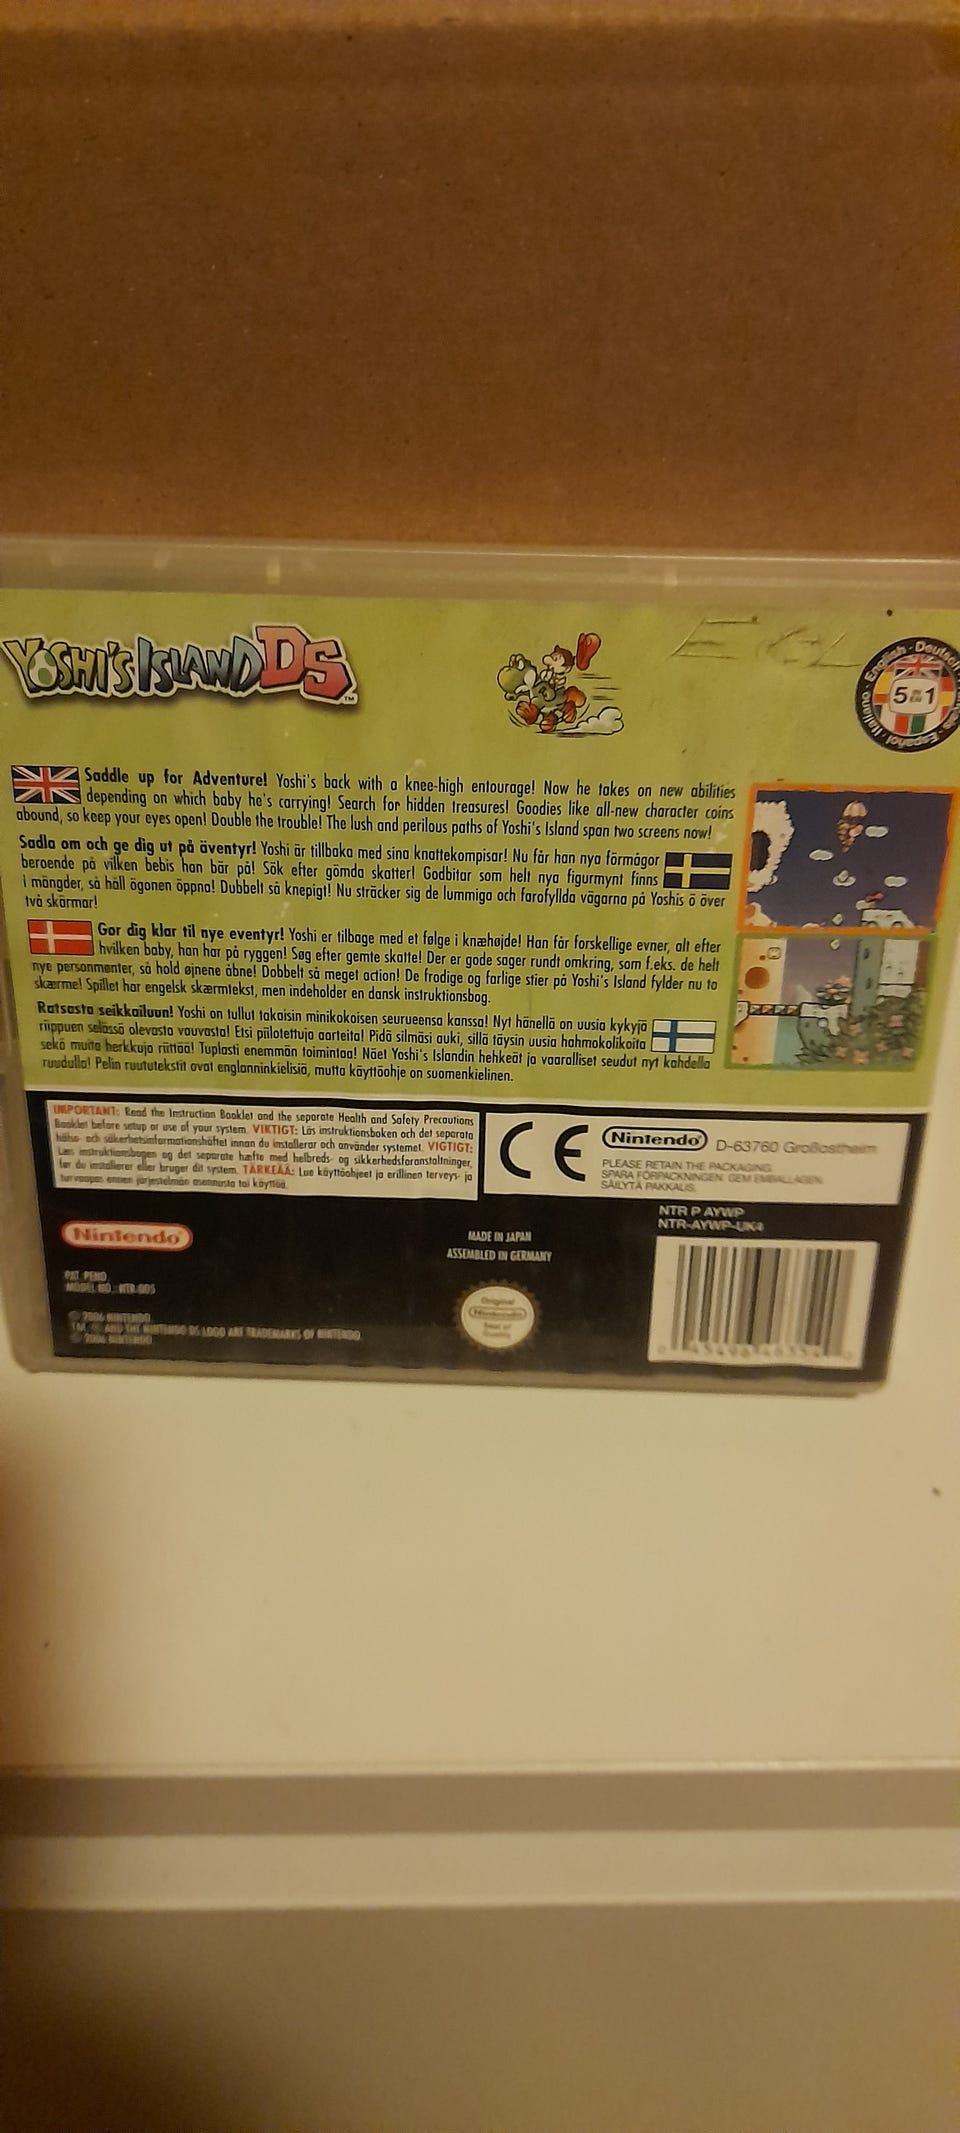 YOSHI'S ISLAND DS
TM
English · Deutsch
Italiano · Español
5 IN EN 1
Saddle up for Adventure! Yoshi's back with a knee-high entourage! Now he takes on new abilities
depending on which baby he's carrying! Search for hidden treasures! Goodies like all-new character coins
abound, so keep your eyes open! Double the trouble! The lush and perilous paths of Yoshi's Island span two screens now!
Sadla om och ge dig ut på äventyr! Yoshi är tillbaka med sina knattekompisar! Nu får han nya förmågor
beroende på vilken bebis han bär på! Sök efter gömda skatter! Godbitar som helt nya figurmynt finns
i mängder, så håll ögonen öppna! Dubbelt så knepigt! Nu sträcker sig de lummiga och farofyllda vägarna på Yoshis ö över
två skärmar!
Gør dig klar til nye eventyr! Yoshi er tilbage med et følge i knæhøjde! Han får forskellige evner, alt efter
hvilken baby, han har på ryggen! Søg efter gemte skatte! Der er gode sager rundt omkring, som f.eks. de helt
nye personmønter, så hold øjnene åbne! Dobbelt så meget action! De frodige og farlige stier på Yoshi's Island fylder nu to
skærme! Spillet har engelsk skærmtekst, men indeholder en dansk instruktionsbog.
Ratsasta seikkailuun! Yoshi on tullut takaisin minikokoisen seurueensa kanssa! Nyt hänellä on uusia kykyjä
riippuen selässä olevasta vauvasta! Etsi piilotettuja aarteita! Pidä silmäsi auki, sillä täysin uusia hahmokolikoita
sekä muita herkkuja riittää! Tuplasti enemmän toimintaa! Näet Yoshi's Islandin hehkeät ja vaaralliset seudut nyt kahdella
ruudulla! Pelin ruututekstit ovat englanninkielisiä, mutta käyttöohje on suomenkielinen.
IMPORTANT: Read the Instruction Booklet and the separate Health and Safety Precautions
Booklet before setup or use of your system. VIKTIGT: Läs instruktionsboken och det separata
hälso- och säkerhetsinformationshäftet innan du installerar och använder systemet. VIGTIGT:
Læs instruktionsbogen og det separate hæfte med helbreds- og sikkerhedsforanstaltninger,
før du installerer eller bruger dit system. TÄRKEÄÄ: Lue käyttöohjeet ja erillinen terveys- ja
turvaopas ennen järjestelmän asennusta tai käyttöä.
CE
Nintendo D-63760 Großostheim
PLEASE RETAIN THE PACKAGING.
SPARA FÖRPACKNINGEN. GEM EMBALLAGEN.
SÄILYTÄ PAKKAUS.
NTR P AYWP
NTR-AYWP-UK4
Nintendo
MADE IN JAPAN
ASSEMBLED IN GERMANY
PAT. PEND.
MODEL NO.: NTR-005
© 2006 NINTENDO
TM, ® AND THE NINTENDO DS LOGO ARE TRADEMARKS OF NINTENDO.
© 2006 NINTENDO
Original
Nintendo
Seal of
Quality